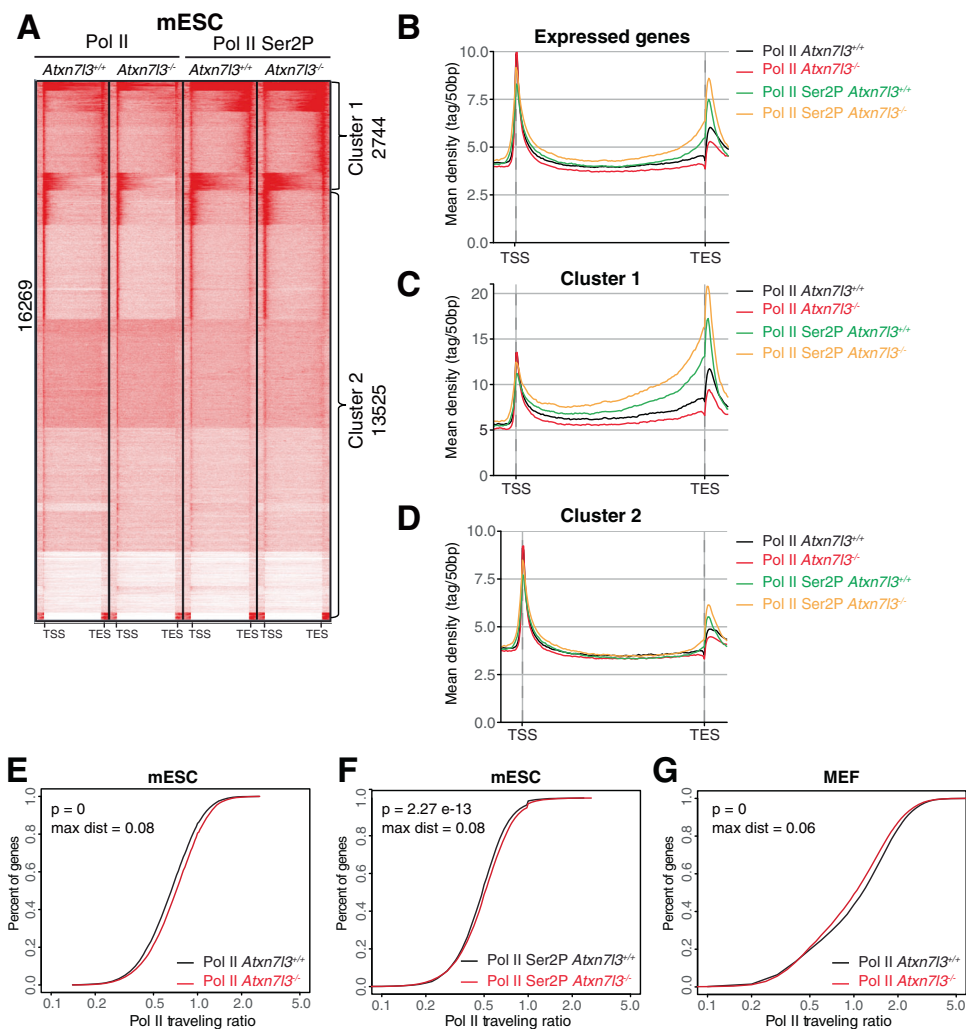 A
mESC
Pol II
Pol II Ser2P
Atxn7l3+/+
Atxn7l3-/-
Atxn7l3+/+
Atxn7l3-/-
16269
Cluster 1
2744
Cluster 2
13525
TSS TES TSS TES TSS TES TSS TES
B
Expressed genes
Mean density (tag/50bp)
10.0
7.5
5.0
2.5
0.0
TSS
TES
Pol II Atxn7l3+/+
Pol II Atxn7l3-/-
Pol II Ser2P Atxn7l3+/+
Pol II Ser2P Atxn7l3-/-
C
Cluster 1
Mean density (tag/50bp)
20
15
10
5
0
TSS
TES
Pol II Atxn7l3+/+
Pol II Atxn7l3-/-
Pol II Ser2P Atxn7l3+/+
Pol II Ser2P Atxn7l3-/-
D
Cluster 2
Mean density (tag/50bp)
10.0
7.5
5.0
2.5
0.0
TSS
TES
Pol II Atxn7l3+/+
Pol II Atxn7l3-/-
Pol II Ser2P Atxn7l3+/+
Pol II Ser2P Atxn7l3-/-
E
mESC
p = 0
max dist = 0.08
Percent of genes
0.0 0.2 0.4 0.6 0.8 1.0
Pol II Atxn7l3+/+
Pol II Atxn7l3-/-
0.1 0.2 0.5 1.0 2.0 5.0
Pol II traveling ratio
F
mESC
p = 2.27 e-13
max dist = 0.08
Percent of genes
0.0 0.2 0.4 0.6 0.8 1.0
Pol II Ser2P Atxn7l3+/+
Pol II Ser2P Atxn7l3-/-
0.1 0.2 0.5 1.0 2.0 5.0
Pol II traveling ratio
G
MEF
p = 0
max dist = 0.06
Percent of genes
0.0 0.2 0.4 0.6 0.8 1.0
Pol II Atxn7l3+/+
Pol II Atxn7l3-/-
0.1 0.2 0.5 1.0 2.0 5.0
Pol II traveling ratio